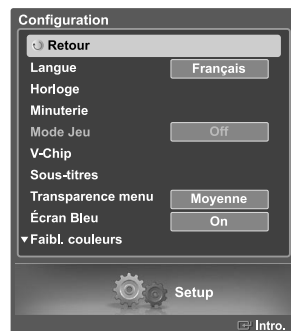 Configuration
Retour
Langue Français
Horloge
Minuterie
Mode Jeu Off
V-Chip
Sous-titres
Transparence menu Moyenne
Écran Bleu On
▼Faibl. couleurs
Setup
Intro.